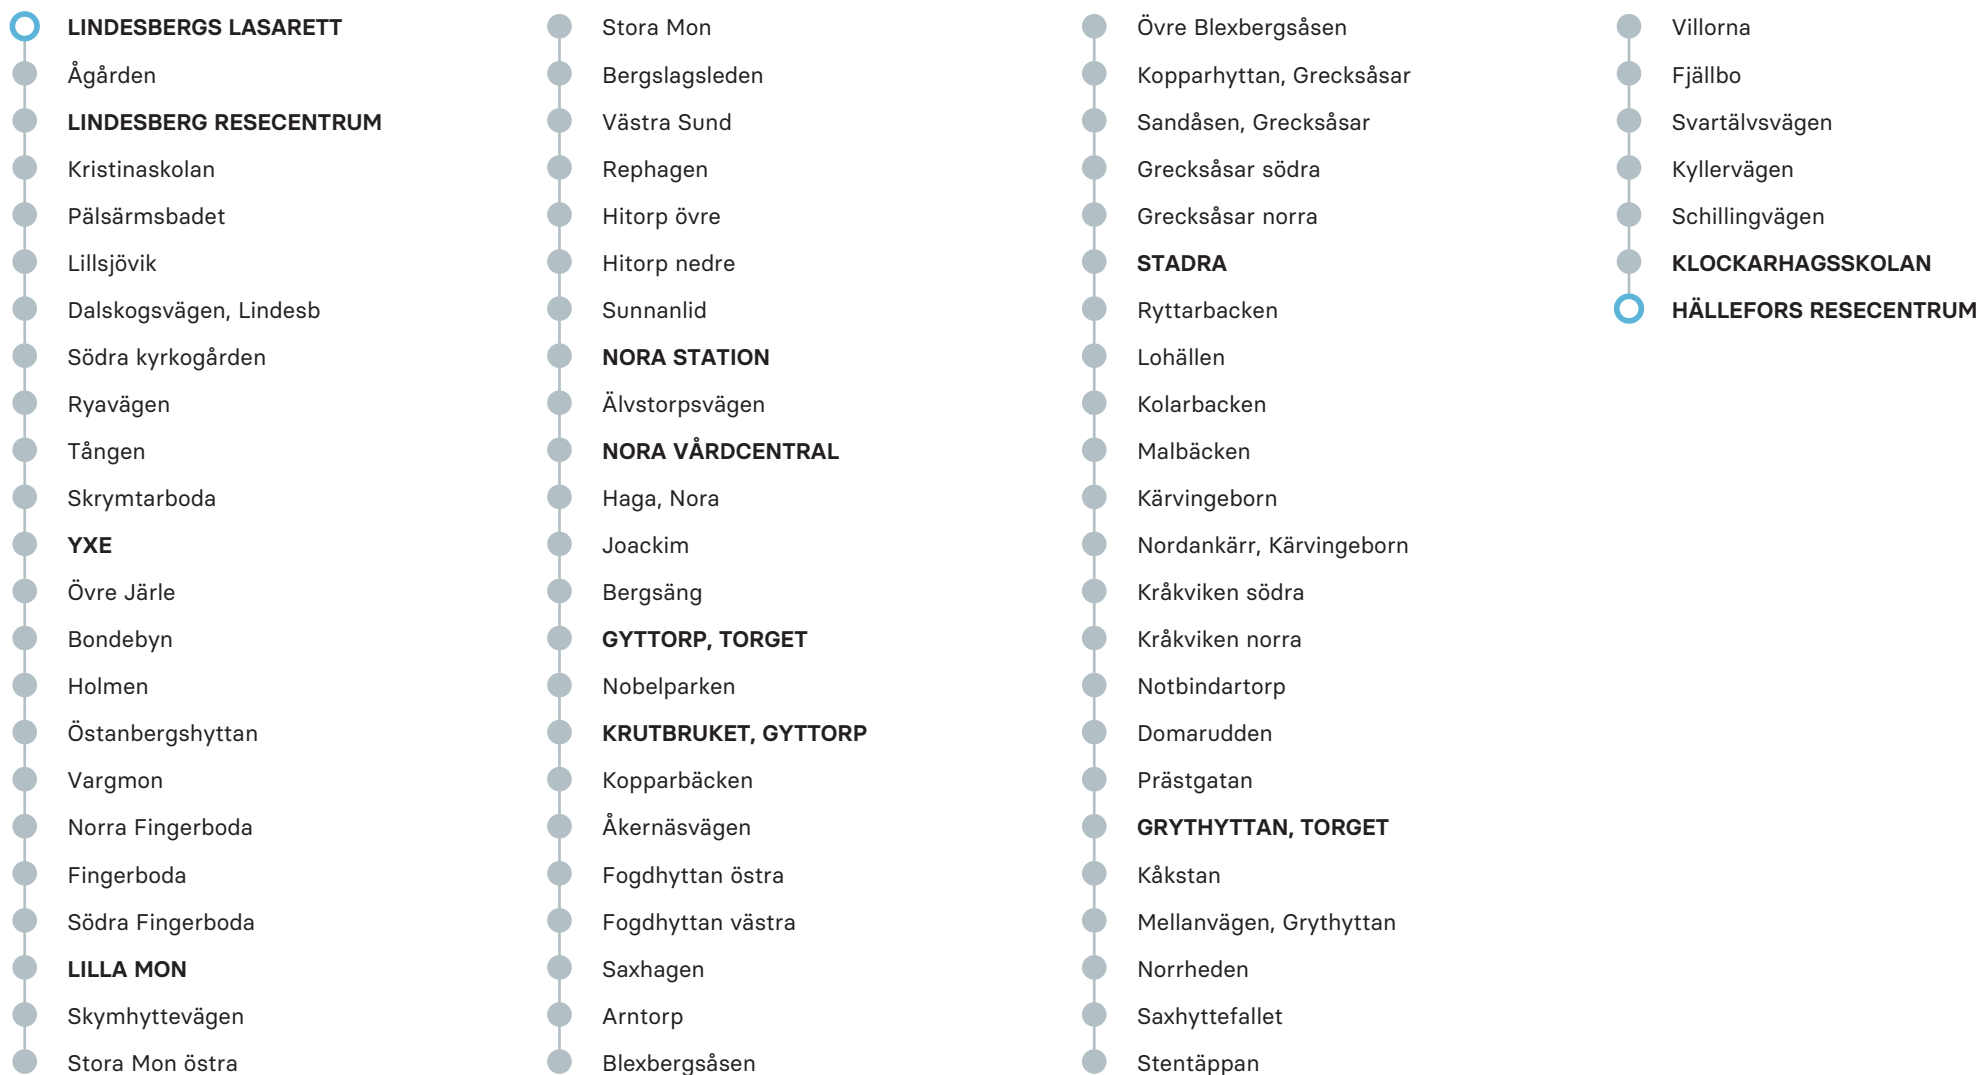 LINDESBERGS LASARETT
Ågården
LINDESBERG RESECENTRUM
Kristinaskolan
Pälsärmsbadet
Lillsjövik
Dalskogsvägen, Lindesb
Södra kyrkogården
Ryavägen
Tången
Skrymtarboda
YXE
Övre Järle
Bondebyn
Holmen
Östanbergshyttan
Vargmon
Norra Fingerboda
Fingerboda
Södra Fingerboda
LILLA MON
Skymhyttevägen
Stora Mon östra
Stora Mon
Bergslagsleden
Västra Sund
Rephagen
Hitorp övre
Hitorp nedre
Sunnanlid
NORA STATION
Älvstorpsvägen
NORA VÅRDCENTRAL
Haga, Nora
Joackim
Bergsäng
GYTTORP, TORGET
Nobelparken
KRUTBRUKET, GYTTORP
Kopparbäcken
Åkernäsvägen
Fogdhyttan östra
Fogdhyttan västra
Saxhagen
Arntorp
Blexbergsåsen
Övre Blexbergsåsen
Kopparhyttan, Grecksåsar
Sandåsen, Grecksåsar
Grecksåsar södra
Grecksåsar norra
STADRA
Ryttarbacken
Lohällen
Kolarbacken
Malbäcken
Kärvingeborn
Nordankärr, Kärvingeborn
Kråkviken södra
Kråkviken norra
Notbindartorp
Domarudden
Prästgatan
GRYTHYTTAN, TORGET
Kåkstan
Mellanvägen, Grythyttan
Norrheden
Saxhyttefallet
Stentäppan
Villorna
Fjällbo
Svartälvsvägen
Kyllervägen
Schillingvägen
KLOCKARHAGSSKOLAN
HÄLLEFORS RESECENTRUM